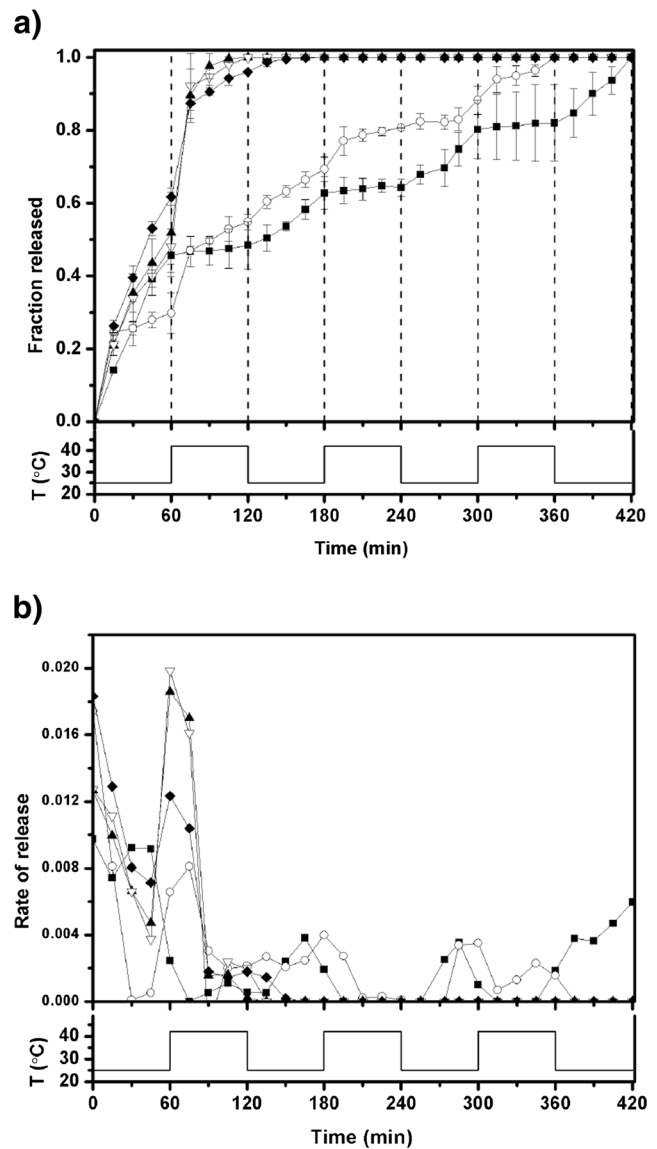 a)
1.0
0.8
0.6
0.4
0.2
0.0
Fraction released
40
30
20
T (°C)
0 60 120 180 240 300 360 420
Time (min)
b)
0.020
0.016
0.012
0.008
0.004
0.000
Rate of release
40
30
20
T (°C)
0 60 120 180 240 300 360 420
Time (min)